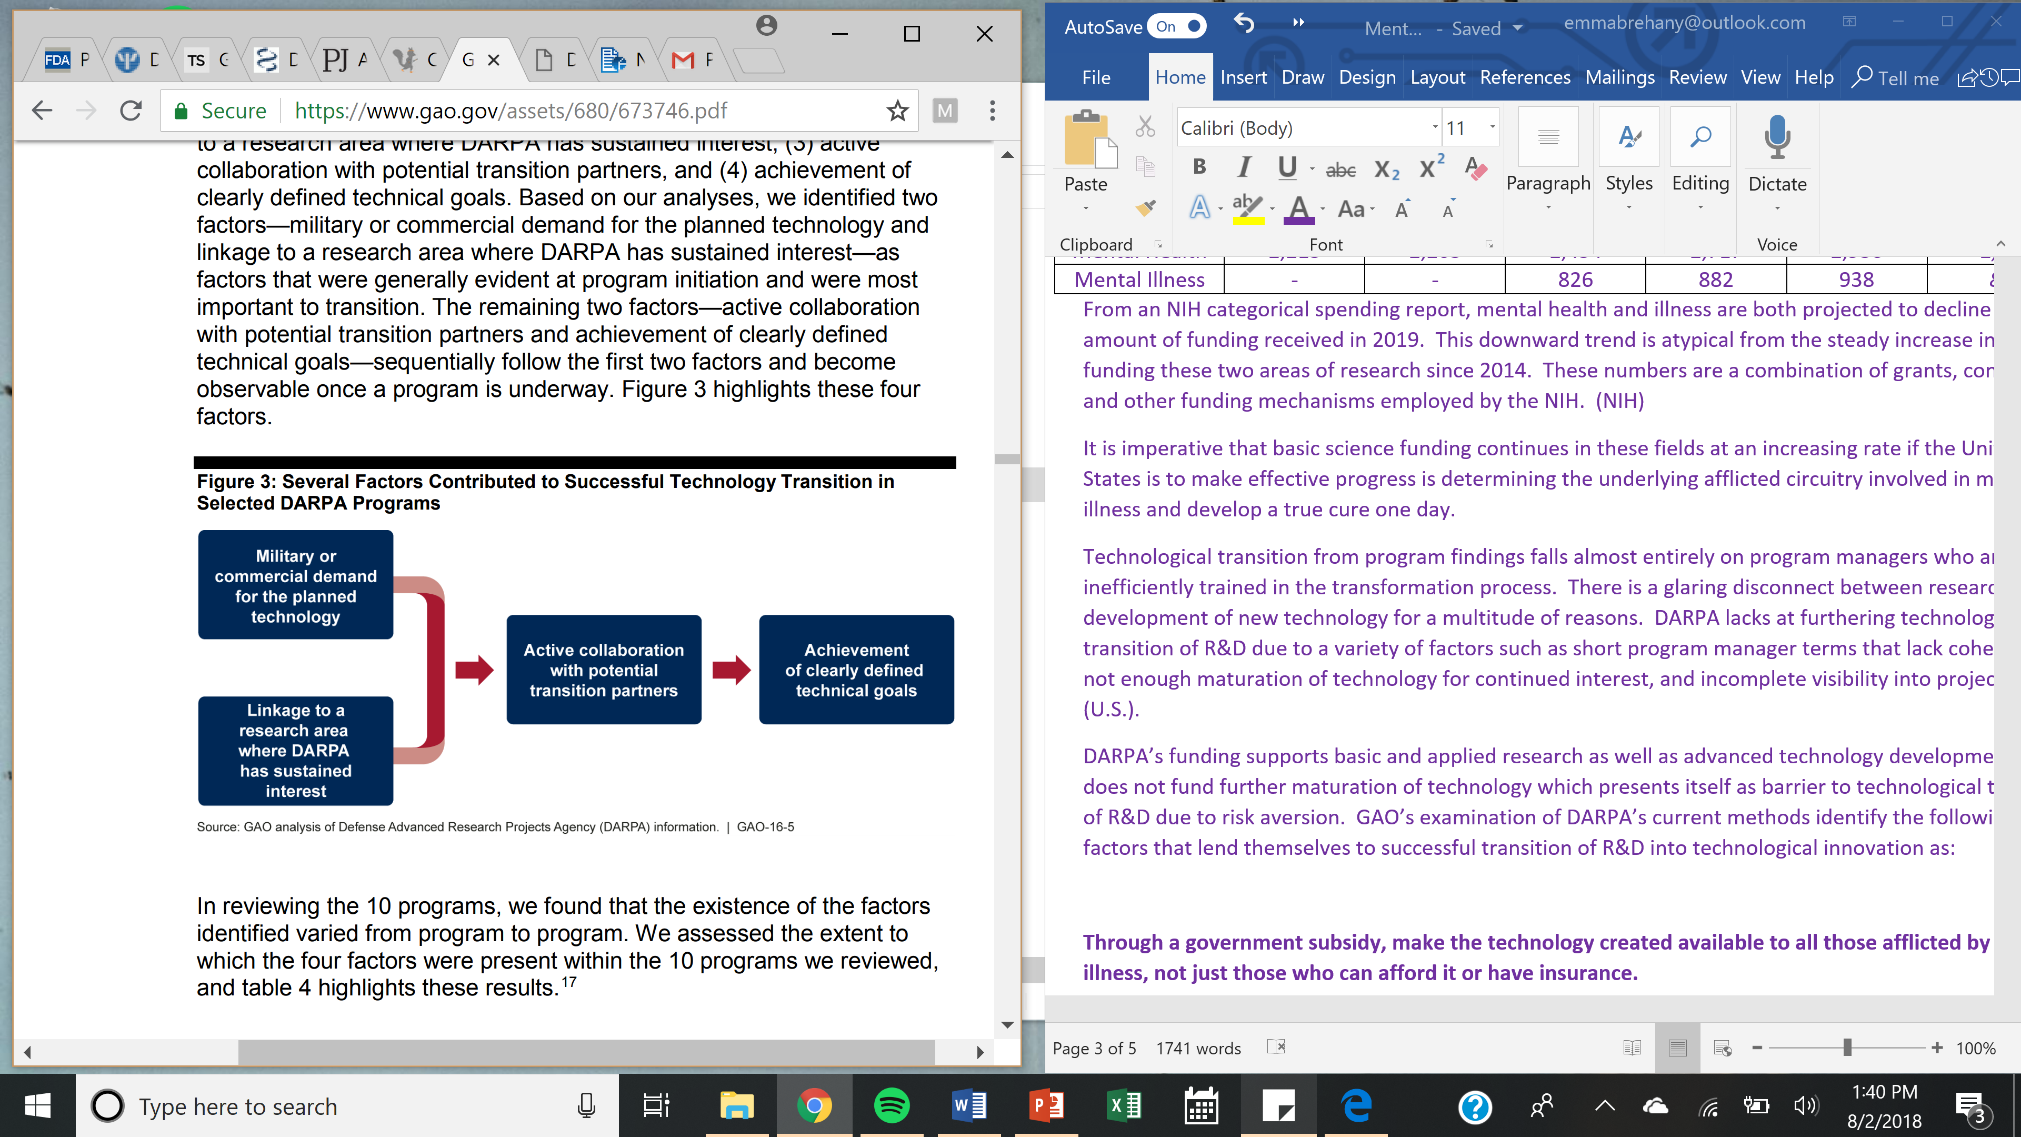 FDA P
D
TS G
D
PJ A
C
G
D
N
F
Secure https://www.gao.gov/assets/680/673746.pdf
M
to a research area where DARPA has sustained interest, (3) active
collaboration with potential transition partners, and (4) achievement of
clearly defined technical goals. Based on our analyses, we identified two
factors—military or commercial demand for the planned technology and
linkage to a research area where DARPA has sustained interest—as
factors that were generally evident at program initiation and were most
important to transition. The remaining two factors—active collaboration
with potential transition partners and achievement of clearly defined
technical goals—sequentially follow the first two factors and become
observable once a program is underway. Figure 3 highlights these four
factors.
Figure 3: Several Factors Contributed to Successful Technology Transition in
Selected DARPA Programs
Military or
commercial demand
for the planned
technology
Linkage to a
research area
where DARPA
has sustained
interest
Active collaboration
with potential
transition partners
Achievement
of clearly defined
technical goals
Source: GAO analysis of Defense Advanced Research Projects Agency (DARPA) information. | GAO-16-5
In reviewing the 10 programs, we found that the existence of the factors
identified varied from program to program. We assessed the extent to
which the four factors were present within the 10 programs we reviewed,
and table 4 highlights these results.17
AutoSave On Ment... - Saved emmabrehany@outlook.com
File Home Insert Draw Design Layout References Mailings Review View Help Tell me
Calibri (Body) 11
B I U abc X2 X2 A
A ab A Aa A A
Paste Paragraph Styles Editing Dictate
Clipboard Font Voice
Mental Illness - - 826 882 938
From an NIH categorical spending report, mental health and illness are both projected to decline
amount of funding received in 2019. This downward trend is atypical from the steady increase in
funding these two areas of research since 2014. These numbers are a combination of grants, con
and other funding mechanisms employed by the NIH. (NIH)
It is imperative that basic science funding continues in these fields at an increasing rate if the Uni
States is to make effective progress is determining the underlying afflicted circuitry involved in m
illness and develop a true cure one day.
Technological transition from program findings falls almost entirely on program managers who ar
inefficiently trained in the transformation process. There is a glaring disconnect between researc
development of new technology for a multitude of reasons. DARPA lacks at furthering technolog
transition of R&D due to a variety of factors such as short program manager terms that lack cohe
not enough maturation of technology for continued interest, and incomplete visibility into projec
(U.S.).
DARPA's funding supports basic and applied research as well as advanced technology developme
does not fund further maturation of technology which presents itself as barrier to technological t
of R&D due to risk aversion. GAO's examination of DARPA's current methods identify the followi
factors that lend themselves to successful transition of R&D into technological innovation as:
Through a government subsidy, make the technology created available to all those afflicted by
illness, not just those who can afford it or have insurance.
Page 3 of 5 1741 words 100%
Type here to search
1:40 PM
8/2/2018
3